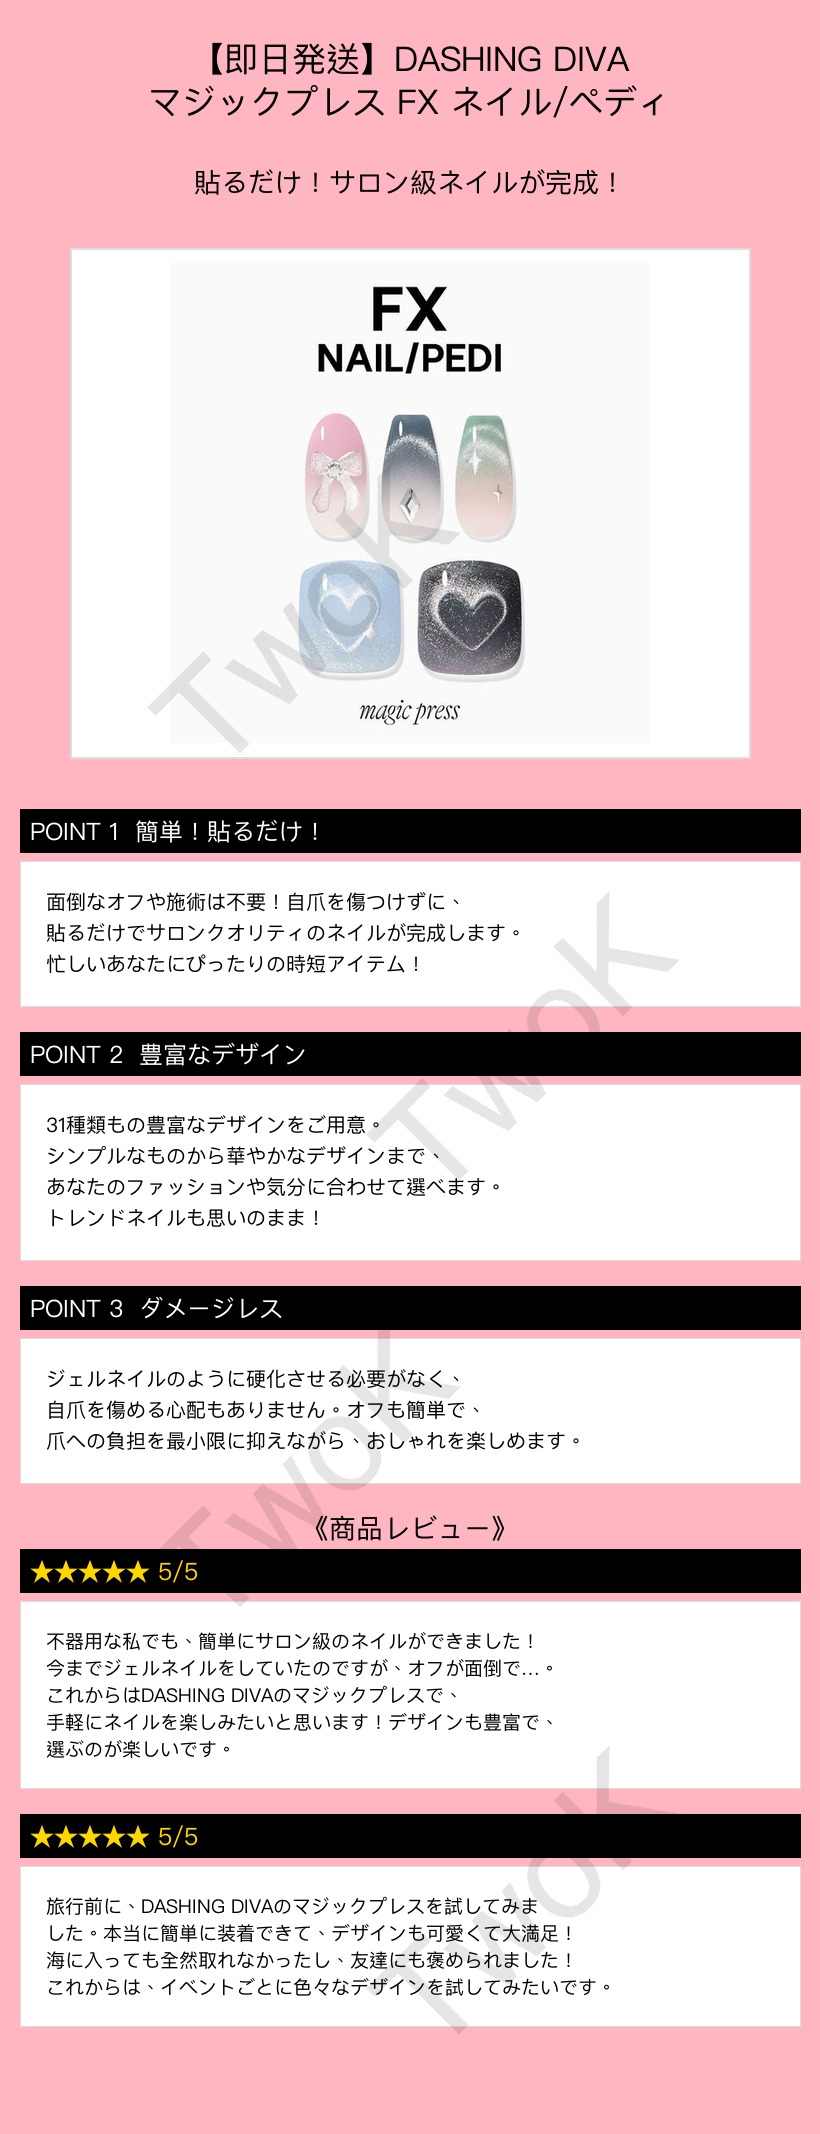 【即日発送】DASHING DIVA
マジックプレス FX ネイル/ペディ
貼るだけ！サロン級ネイルが完成！
FX
NAIL/PEDI
magic press
TwoK
POINT 1 簡単！貼るだけ！
面倒なオフや施術は不要！自爪を傷つけずに、
貼るだけでサロンクオリティのネイルが完成します。
忙しいあなたにぴったりの時短アイテム！
TwoK
POINT 2 豊富なデザイン
31種類もの豊富なデザインをご用意。
シンプルなものから華やかなデザインまで、
あなたのファッションや気分に合わせて選べます。
トレンドネイルも思いのまま！
POINT 3 ダメージレス
ジェルネイルのように硬化させる必要がなく、
自爪を傷める心配もありません。オフも簡単で、
爪への負担を最小限に抑えながら、おしゃれを楽しめます。
TwoK
《商品レビュー》
★★★★★ 5/5
不器用な私でも、簡単にサロン級のネイルができました！
今までジェルネイルをしていたのですが、オフが面倒で…。
これからはDASHING DIVAのマジックプレスで、
手軽にネイルを楽しみたいと思います！デザインも豊富で、
選ぶのが楽しいです。
★★★★★ 5/5
旅行前に、DASHING DIVAのマジックプレスを試してみま
した。本当に簡単に装着できて、デザインも可愛くて大満足！
海に入っても全然取れなかったし、友達にも褒められました！
これからは、イベントごとに色々なデザインを試してみたいです。
TwoK